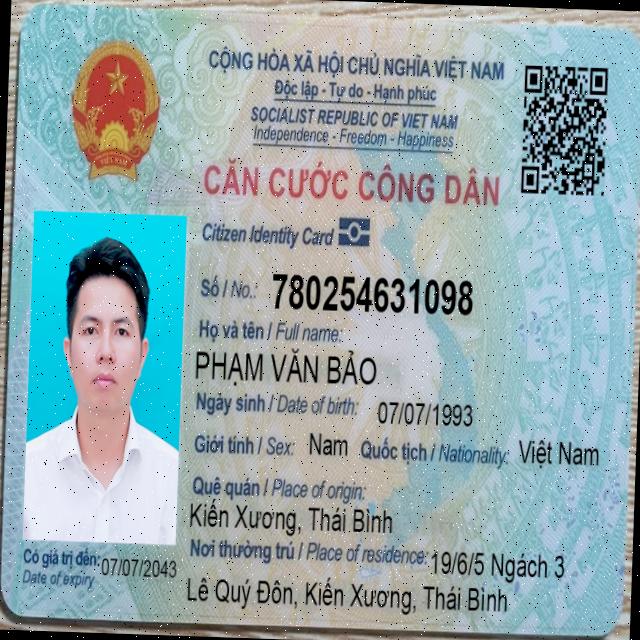 CỘNG HÒA XÃ HỘI CHỦ NGHĨA VIỆT NAM
Độc lập - Tự do - Hạnh phúc
SOCIALIST REPUBLIC OF VIET NAM
Independence - Freedom - Happiness
CĂN CƯỚC CÔNG DÂN
Citizen Identity Card
Số / No.: 780254631098
Họ và tên / Full name:
PHẠM VĂN BẢO
Ngày sinh / Date of birth: 07/07/1993
Giới tính / Sex: Nam Quốc tịch / Nationality: Việt Nam
Quê quán / Place of origin:
Kiến Xương, Thái Bình
Nơi thường trú / Place of residence: 19/6/5 Ngách 3
Lê Quý Đôn, Kiến Xương, Thái Bình
Có giá trị đến: 07/07/2043
Date of expiry
VIỆT NAM